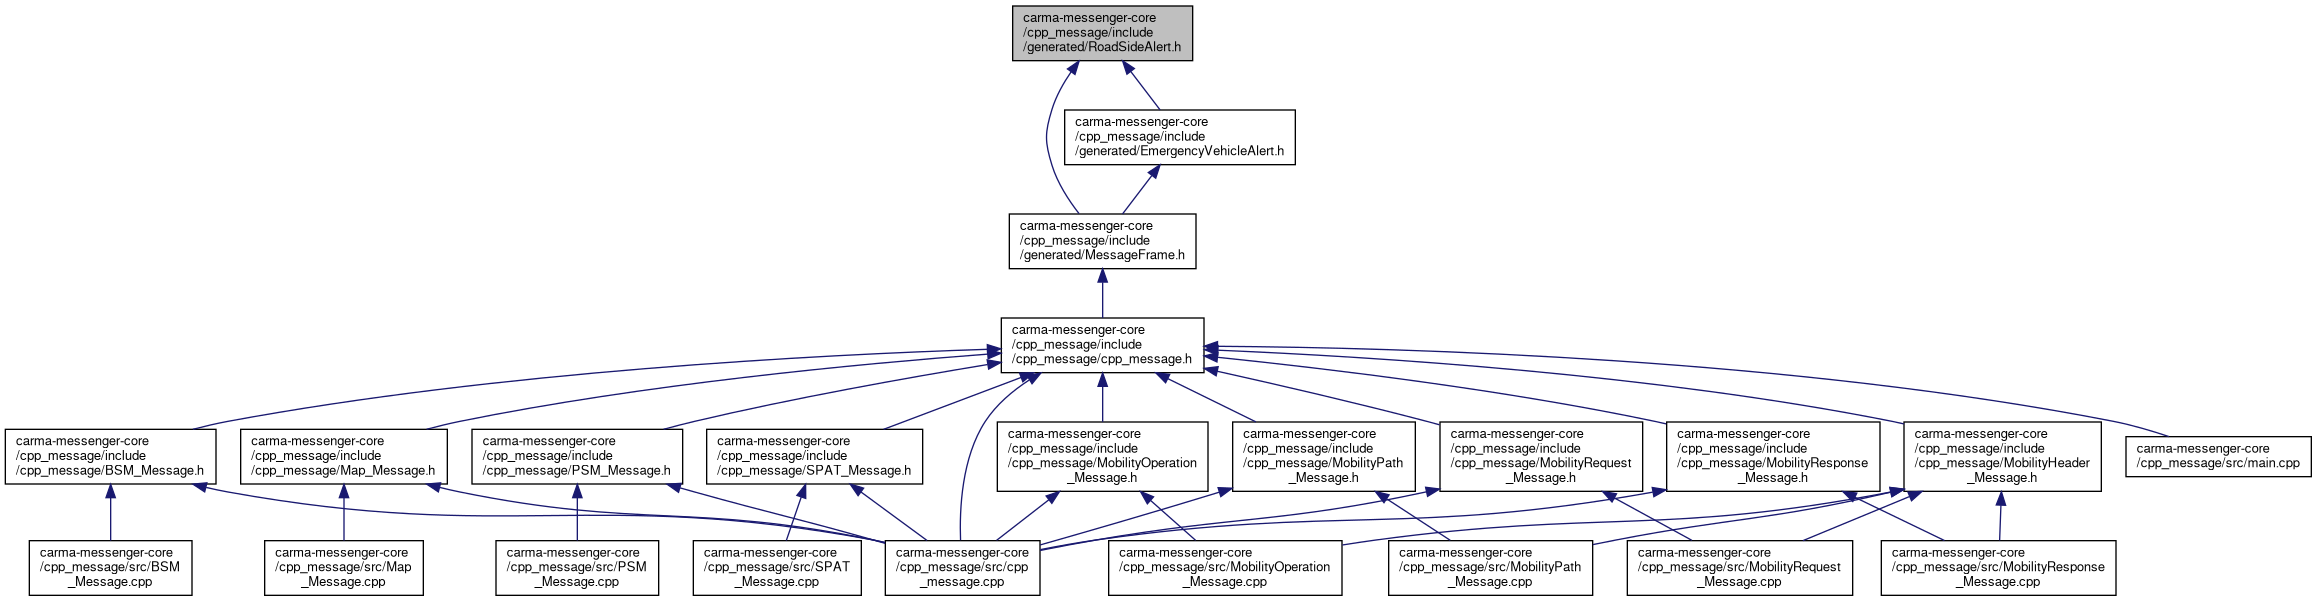 carma-messenger-core
/cpp_message/include
/generated/RoadSideAlert.h
carma-messenger-core
/cpp_message/include
/generated/EmergencyVehicleAlert.h
carma-messenger-core
/cpp_message/include
/generated/MessageFrame.h
carma-messenger-core
/cpp_message/include
/cpp_message/cpp_message.h
carma-messenger-core
/cpp_message/include
/cpp_message/BSM_Message.h
carma-messenger-core
/cpp_message/include
/cpp_message/Map_Message.h
carma-messenger-core
/cpp_message/include
/cpp_message/PSM_Message.h
carma-messenger-core
/cpp_message/include
/cpp_message/SPAT_Message.h
carma-messenger-core
/cpp_message/include
/cpp_message/MobilityOperation
_Message.h
carma-messenger-core
/cpp_message/include
/cpp_message/MobilityPath
_Message.h
carma-messenger-core
/cpp_message/include
/cpp_message/MobilityRequest
_Message.h
carma-messenger-core
/cpp_message/include
/cpp_message/MobilityResponse
_Message.h
carma-messenger-core
/cpp_message/include
/cpp_message/MobilityHeader
_Message.h
carma-messenger-core
/cpp_message/src/main.cpp
carma-messenger-core
/cpp_message/src/BSM
_Message.cpp
carma-messenger-core
/cpp_message/src/Map
_Message.cpp
carma-messenger-core
/cpp_message/src/PSM
_Message.cpp
carma-messenger-core
/cpp_message/src/SPAT
_Message.cpp
carma-messenger-core
/cpp_message/src/cpp
_message.cpp
carma-messenger-core
/cpp_message/src/MobilityOperation
_Message.cpp
carma-messenger-core
/cpp_message/src/MobilityPath
_Message.cpp
carma-messenger-core
/cpp_message/src/MobilityRequest
_Message.cpp
carma-messenger-core
/cpp_message/src/MobilityResponse
_Message.cpp